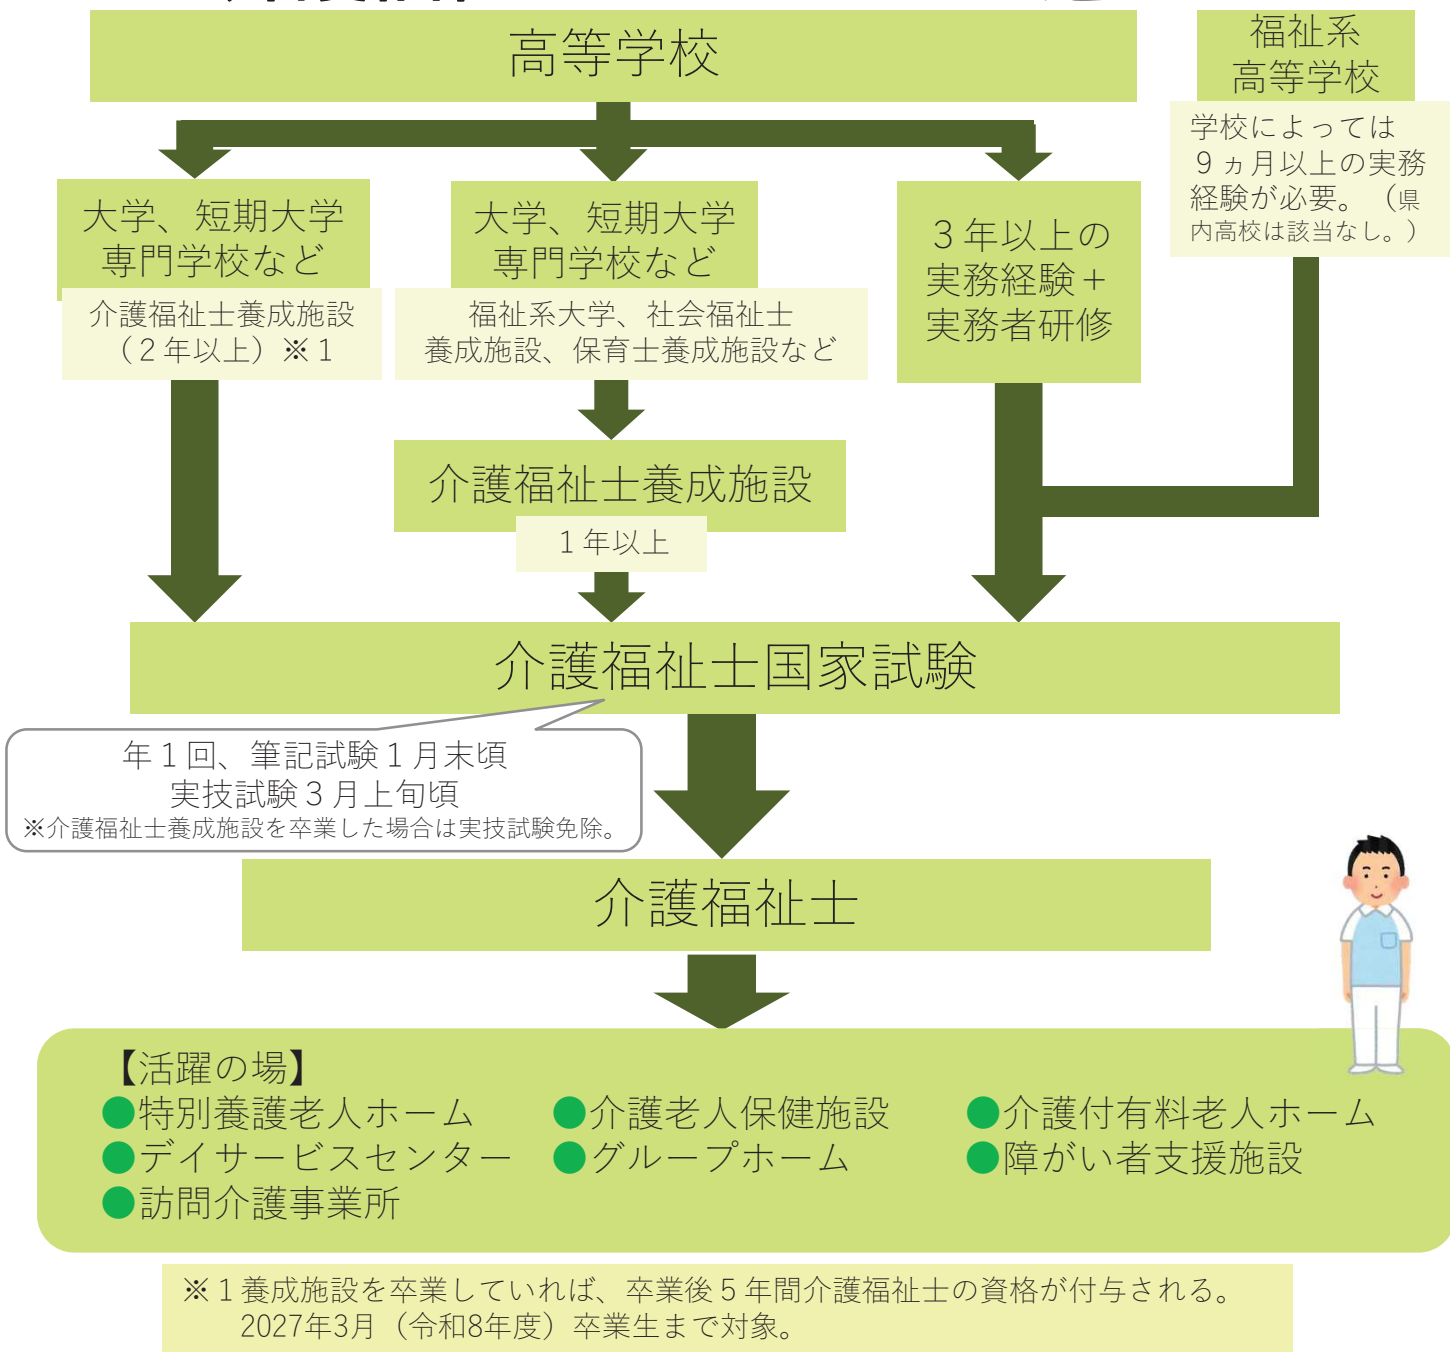 高等学校
福祉系
高等学校
学校によっては
９ヵ月以上の実務
経験が必要。（県
内高校は該当なし。）
大学、短期大学
専門学校など
介護福祉士養成施設
（２年以上）※１
大学、短期大学
専門学校など
福祉系大学、社会福祉士
養成施設、保育士養成施設など
３年以上の
実務経験＋
実務者研修
介護福祉士養成施設
１年以上
介護福祉士国家試験
年１回、筆記試験１月末頃
実技試験３月上旬頃
※介護福祉士養成施設を卒業した場合は実技試験免除。
介護福祉士
【活躍の場】
●特別養護老人ホーム ●介護老人保健施設 ●介護付有料老人ホーム
●デイサービスセンター ●グループホーム ●障がい者支援施設
●訪問介護事業所
※１養成施設を卒業していれば、卒業後５年間介護福祉士の資格が付与される。
2027年3月（令和8年度）卒業生まで対象。